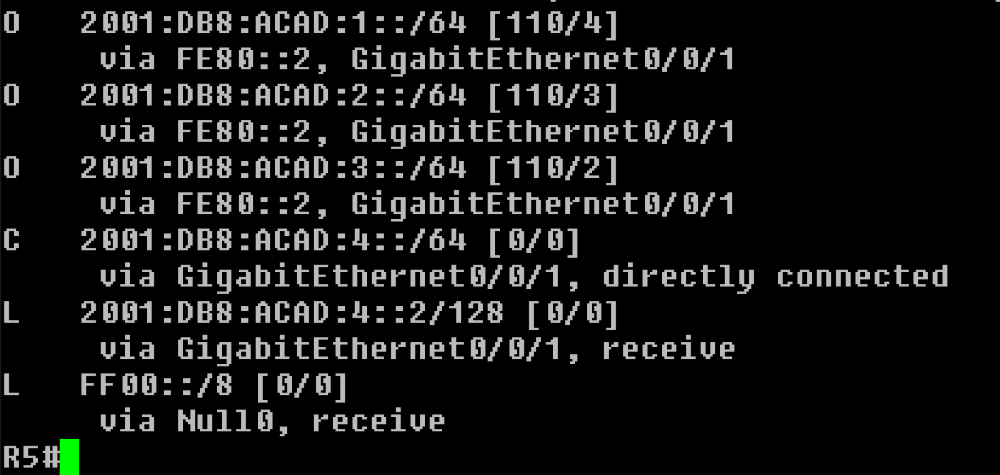 O   2001:DB8:ACAD:1::/64 [110/4]
     via FE80::2, GigabitEthernet0/0/1
O   2001:DB8:ACAD:2::/64 [110/3]
     via FE80::2, GigabitEthernet0/0/1
O   2001:DB8:ACAD:3::/64 [110/2]
     via FE80::2, GigabitEthernet0/0/1
C   2001:DB8:ACAD:4::/64 [0/0]
     via GigabitEthernet0/0/1, directly connected
L   2001:DB8:ACAD:4::2/128 [0/0]
     via GigabitEthernet0/0/1, receive
L   FF00::/8 [0/0]
     via Null0, receive
R5#